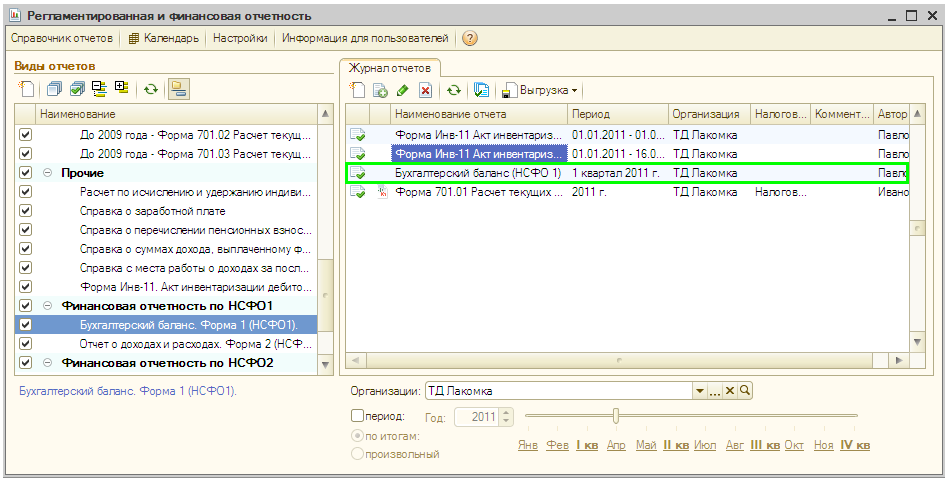 Регламентированная и финансовая отчетность
Справочник отчетов Календарь Настройки Информация для пользователей ?
Виды отчетов
Журнал отчетов
Выгрузка
Наименование
Наименование отчета Период Организация Налогов... Коммент... Автор
До 2009 года - Форма 701.02 Расчет текущ...
До 2009 года - Форма 701.03 Расчет текущ...
Прочие
Расчет по исчислению и удержанию индиви...
Справка о заработной плате
Справка о перечислении пенсионных взнос...
Справка о суммах дохода, выплаченному ф...
Справка с места работы о доходах за посл...
Форма Инв-11. Акт инвентаризации дебито...
Финансовая отчетность по НСФО1
Бухгалтерский баланс. Форма 1 (НСФО1).
Отчет о доходах и расходах. Форма 2 (НСФ...
Финансовая отчетность по НСФО2
Форма Инв-11 Акт инвентариз... 01.01.2011 - 01.0... ТД Лакомка Павло
Форма Инв-11 Акт инвентариз... 01.01.2011 - 16.0... ТД Лакомка Павло
Бухгалтерский баланс (НСФО 1) 1 квартал 2011 г. ТД Лакомка Павло
Форма 701.01 Расчет текущих ... 2011 г. ТД Лакомка Налогов... Ивано
Бухгалтерский баланс. Форма 1 (НСФО1).
Организации: ТД Лакомка ...
период: Год: 2011
по итогам:
произвольный
Янв Фев I кв Апр Май II кв Июл Авг III кв Окт Ноя IV кв